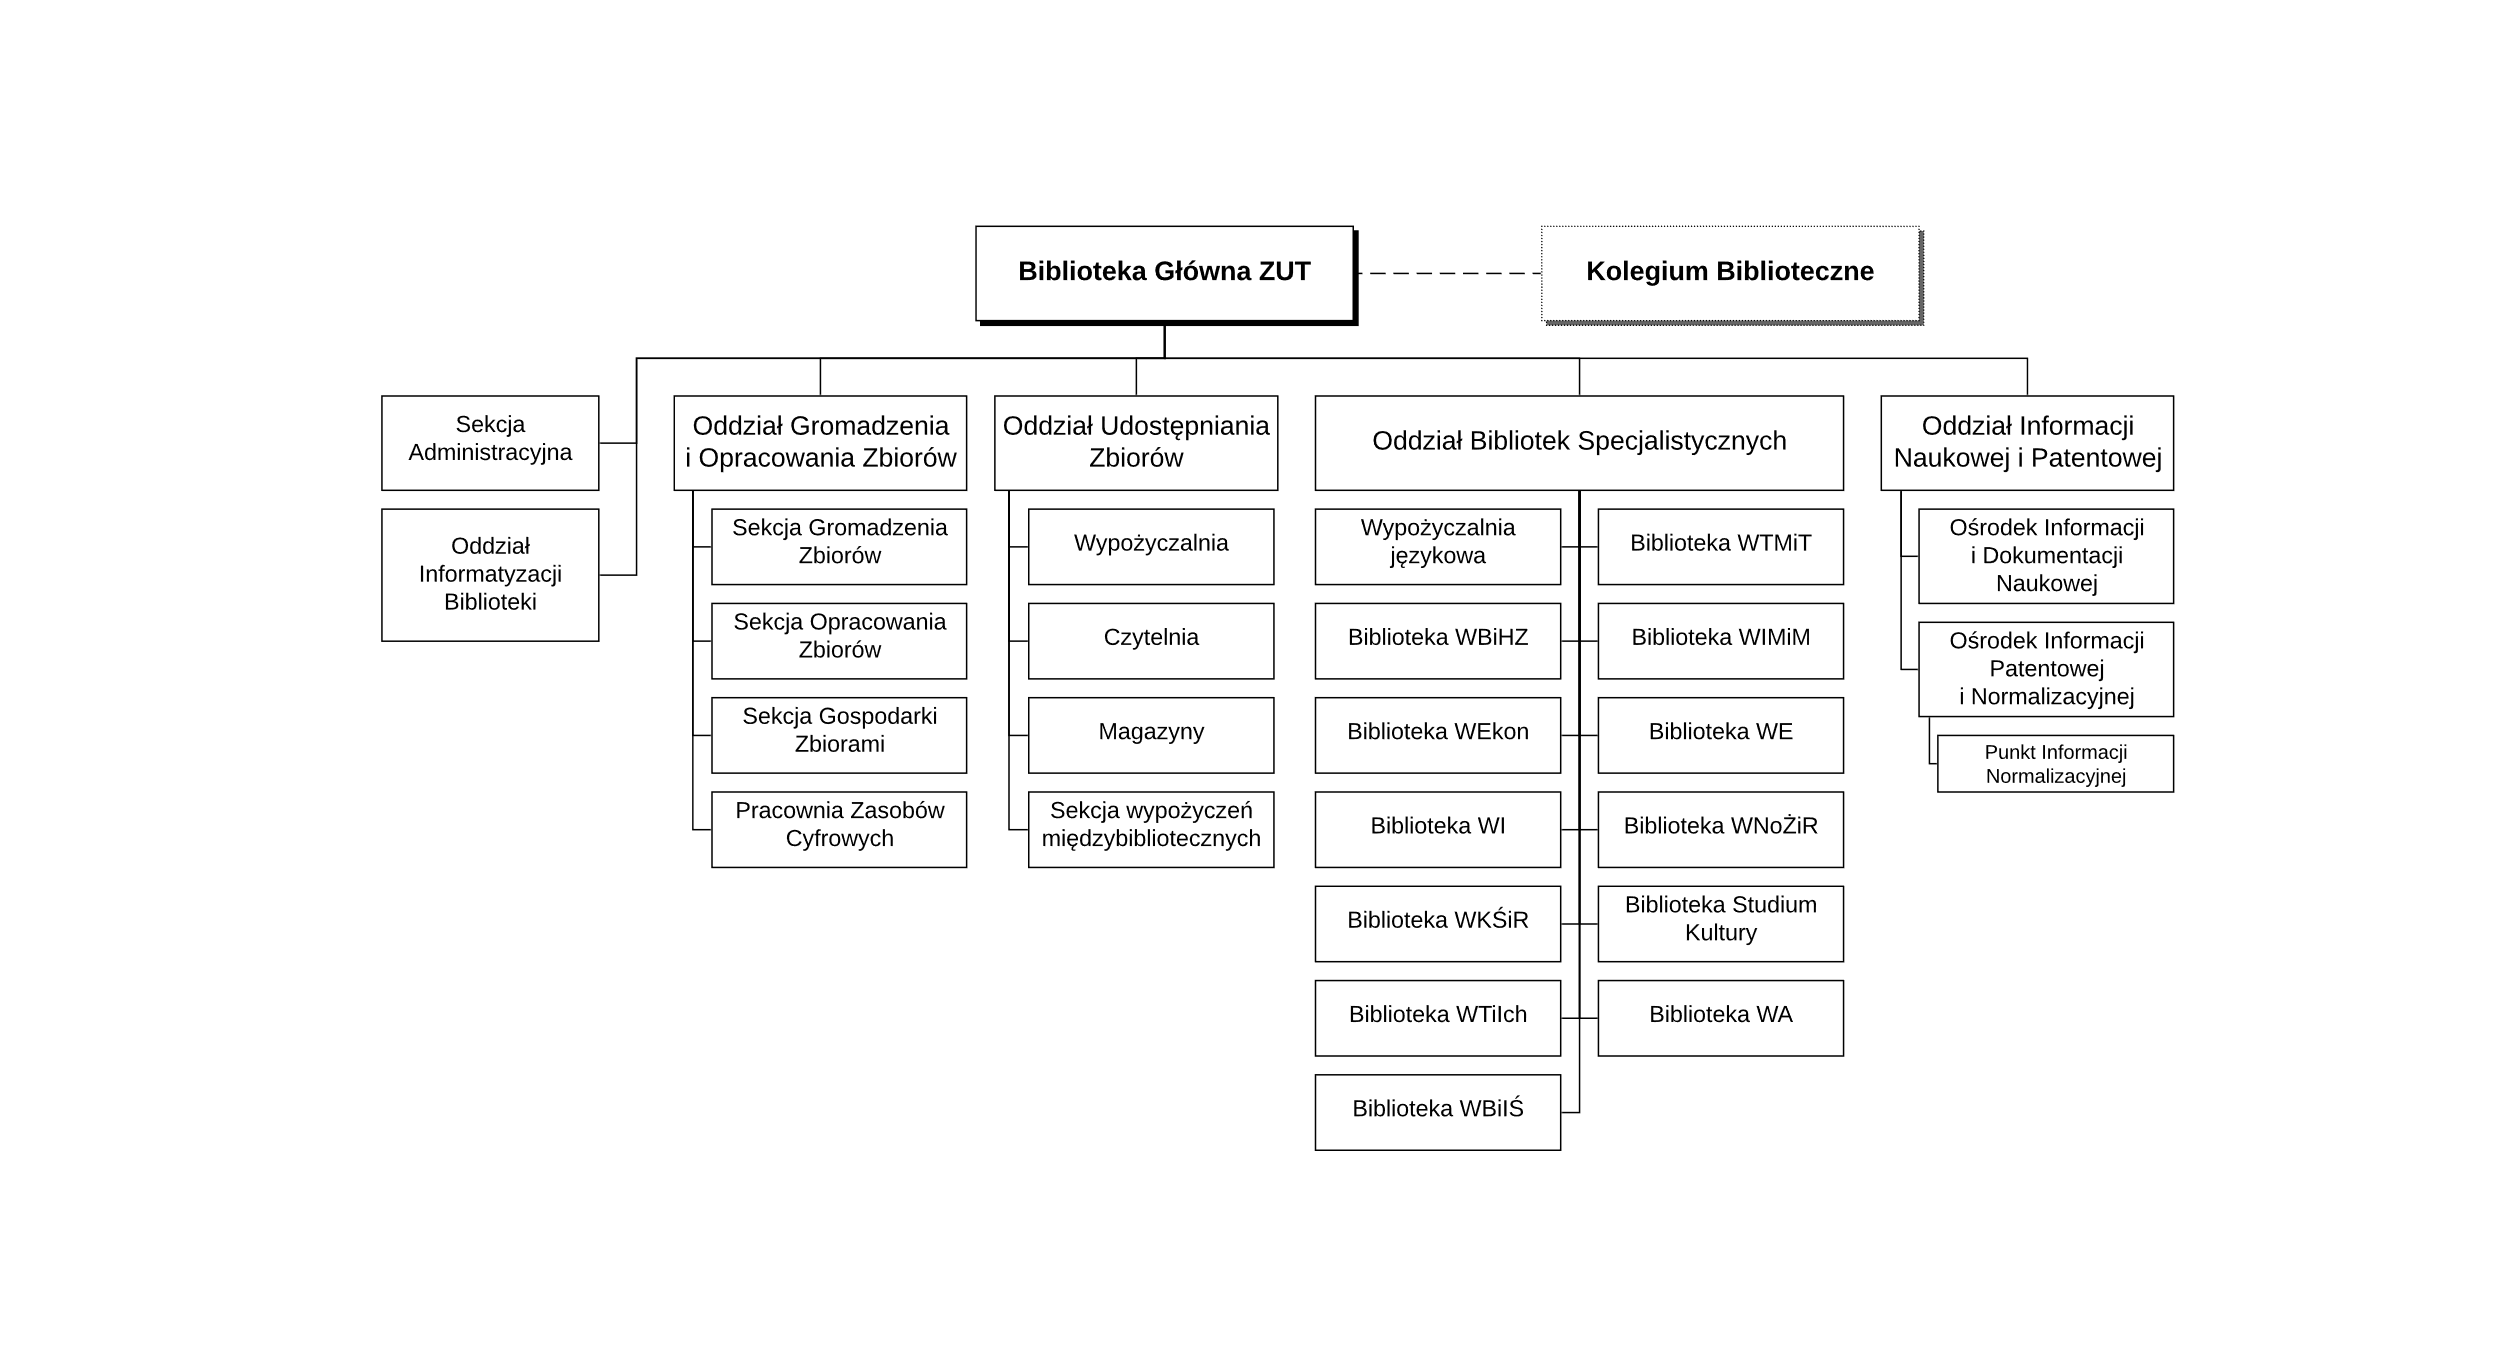 Biblioteka Główna ZUT
Kolegium Biblioteczne
Sekcja
Administracyjna
Oddział
Informatyzacji
Biblioteki
Oddział Gromadzenia
i Opracowania Zbiorów
Sekcja Gromadzenia
Zbiorów
Sekcja Opracowania
Zbiorów
Sekcja Gospodarki
Zbiorami
Pracownia Zasobów
Cyfrowych
Oddział Udostępniania
Zbiorów
Wypożyczalnia
Czytelnia
Magazyny
Sekcja wypożyczeń
międzybibliotecznych
Oddział Bibliotek Specjalistycznych
Wypożyczalnia
językowa
Biblioteka WBiHZ
Biblioteka WEkon
Biblioteka WI
Biblioteka WKŚiR
Biblioteka WTiIch
Biblioteka WBiIŚ
Biblioteka WTMiT
Biblioteka WIMiM
Biblioteka WE
Biblioteka WNoŻiR
Biblioteka Studium
Kultury
Biblioteka WA
Oddział Informacji
Naukowej i Patentowej
Ośrodek Informacji
i Dokumentacji
Naukowej
Ośrodek Informacji
Patentowej
i Normalizacyjnej
Punkt Informacji
Normalizacyjnej